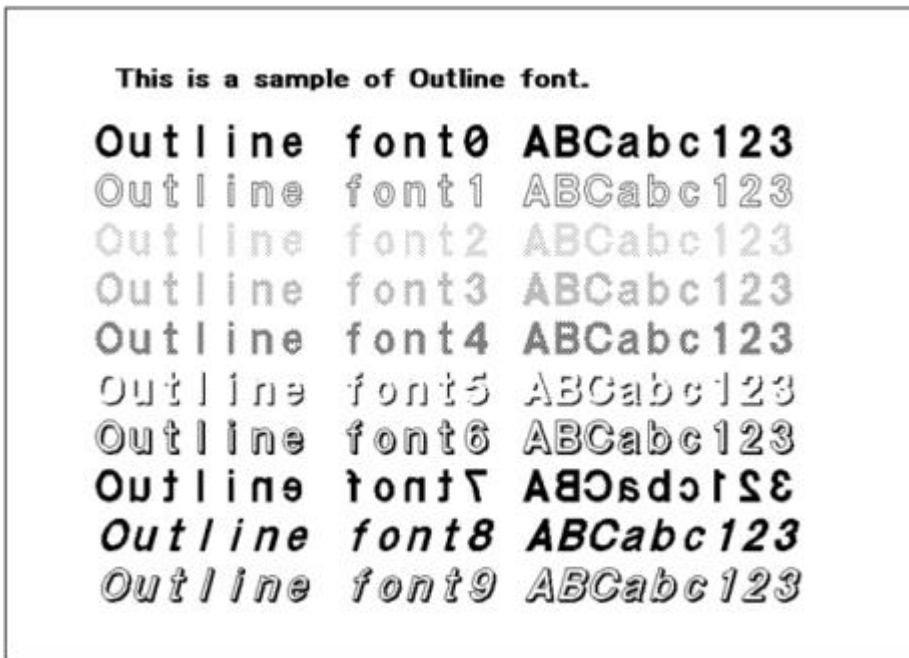 This is a sample of Outline font.
Outline font0 ABCabc123
Outline font1 ABCabc123
Outline font2 ABCabc123
Outline font3 ABCabc123
Outline font4 ABCabc123
Outline font5 ABCabc123
Outline font6 ABCabc123
Outline font7 ABCabc123
Outline font8 ABCabc123
Outline font9 ABCabc123